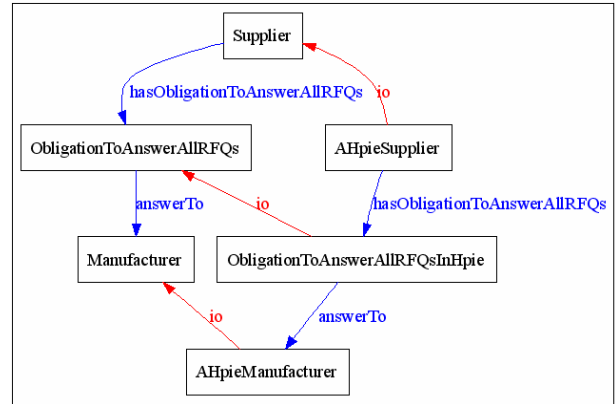 Supplier
hasObligationToAnswerAllRFQs
io
ObligationToAnswerAllRFQs
AHpieSupplier
answerTo
io
hasObligationToAnswerAllRFQs
Manufacturer
ObligationToAnswerAllRFQsInHpie
io
answerTo
AHpieManufacturer